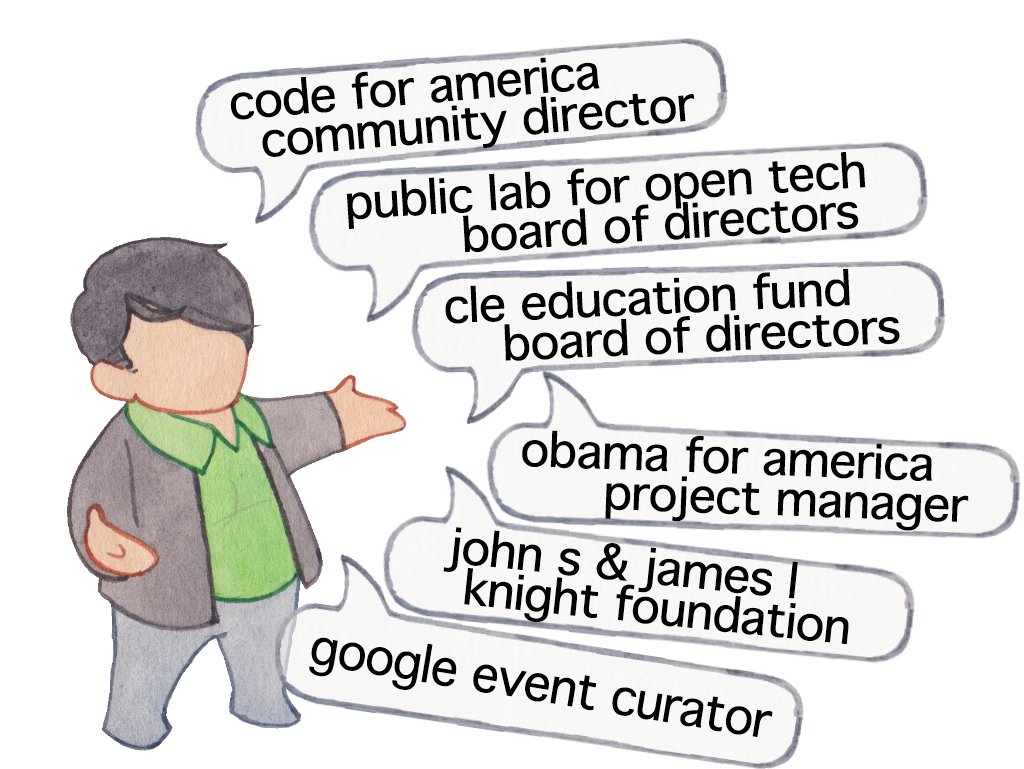 code for america
community director
public lab for open tech
board of directors
cle education fund
board of directors
obama for america
project manager
john s & james l
knight foundation
google event curator